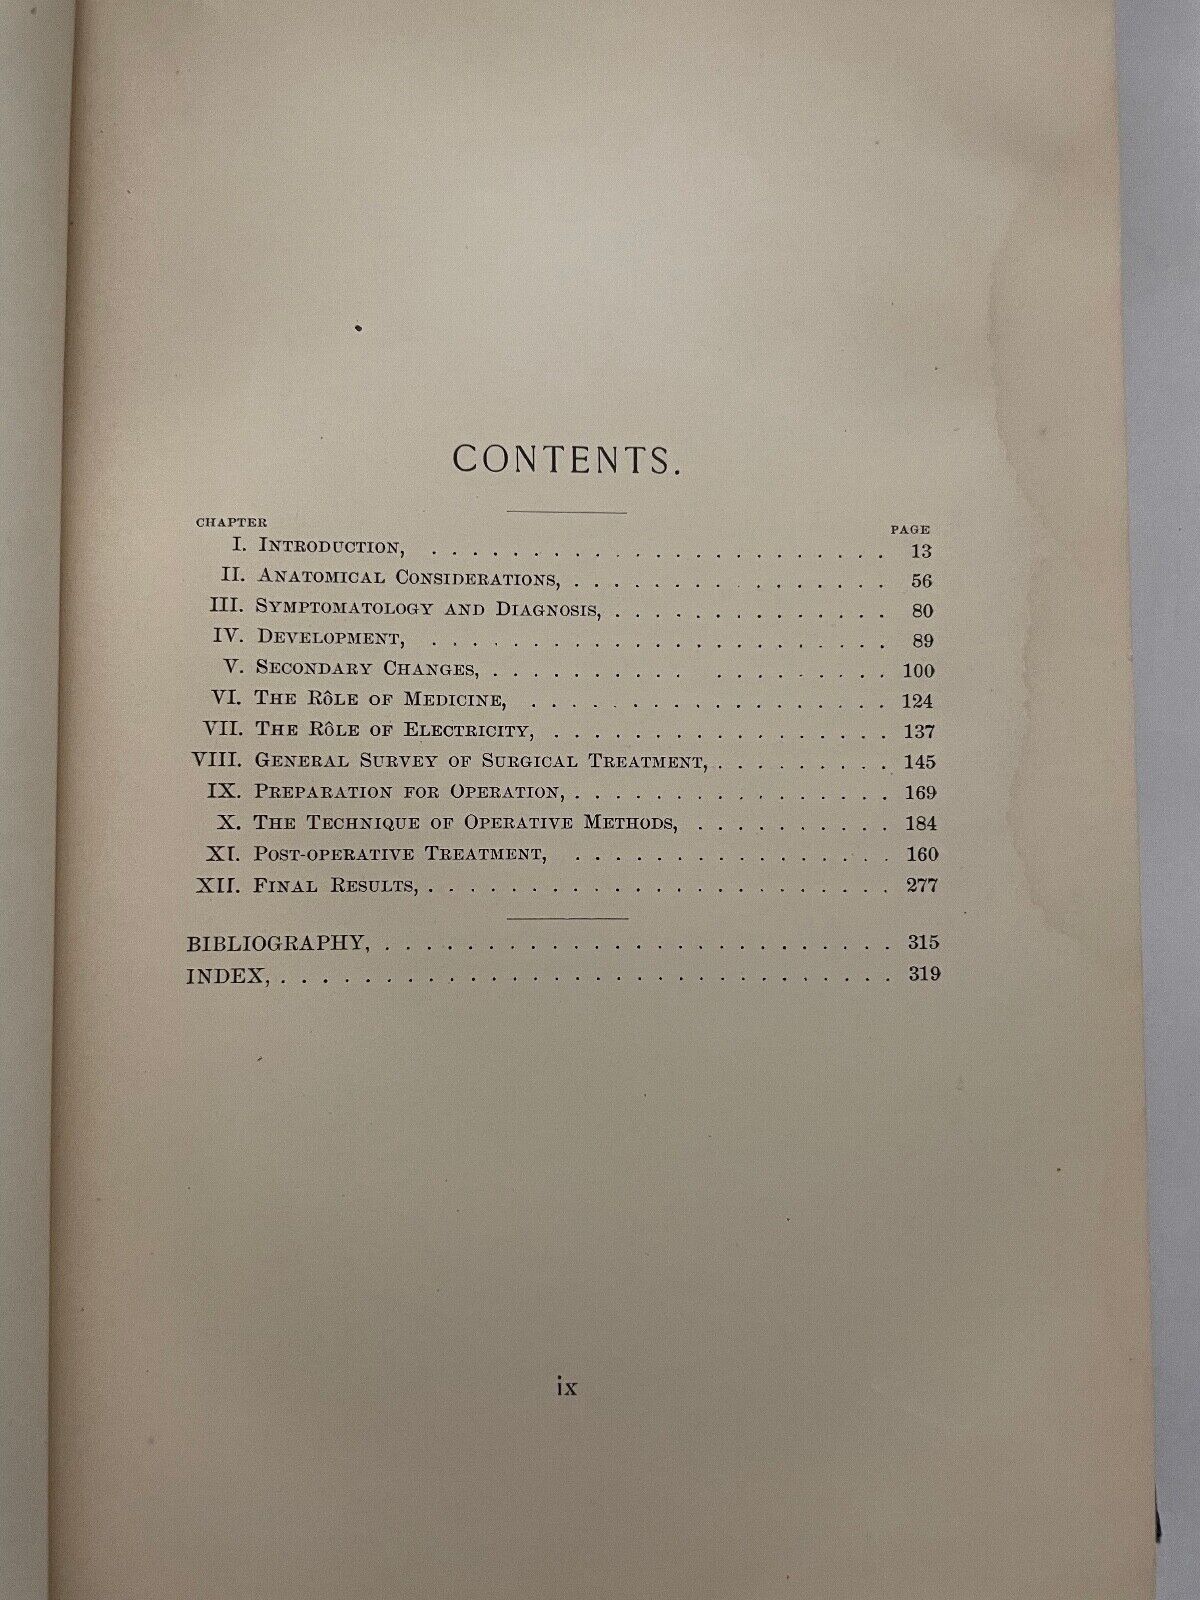 CONTENTS.
CHAPTER PAGE
I. INTRODUCTION, . . . . . . . . . . . . . . . . . . . . . . . 13
II. ANATOMICAL CONSIDERATIONS, . . . . . . . . . . . . . . . . 56
III. SYMPTOMATOLOGY AND DIAGNOSIS, . . . . . . . . . . . . . . 80
IV. DEVELOPMENT, . . . . . . . . . . . . . . . . . . . . . . . 89
V. SECONDARY CHANGES, . . . . . . . . . . . . . . . . . . . 100
VI. THE RÔLE OF MEDICINE, . . . . . . . . . . . . . . . . . . 124
VII. THE RÔLE OF ELECTRICITY, . . . . . . . . . . . . . . . . . 137
VIII. GENERAL SURVEY OF SURGICAL TREATMENT, . . . . . . . . . 145
IX. PREPARATION FOR OPERATION, . . . . . . . . . . . . . . . . 169
X. THE TECHNIQUE OF OPERATIVE METHODS, . . . . . . . . . . 184
XI. POST-OPERATIVE TREATMENT, . . . . . . . . . . . . . . . . 160
XII. FINAL RESULTS, . . . . . . . . . . . . . . . . . . . . . . . 277
BIBLIOGRAPHY, . . . . . . . . . . . . . . . . . . . . . . . . . 315
INDEX, . . . . . . . . . . . . . . . . . . . . . . . . . . . . . . 319
ix